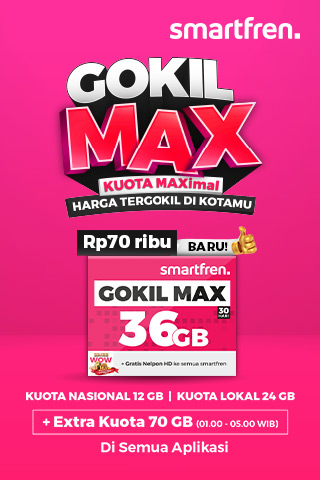 smartfren.
GOKIL
MAX
KUOTA MAXimal
HARGA TERGOKIL DI KOTAMU
Rp70 ribu
BARU!
smartfren.
GOKIL MAX
36GB
30
HARI
WOW
+ Gratis Nelpon HD ke semua smartfren
KUOTA NASIONAL 12 GB | KUOTA LOKAL 24 GB
+ Extra Kuota 70 GB (01.00 - 05.00 WIB)
Di Semua Aplikasi